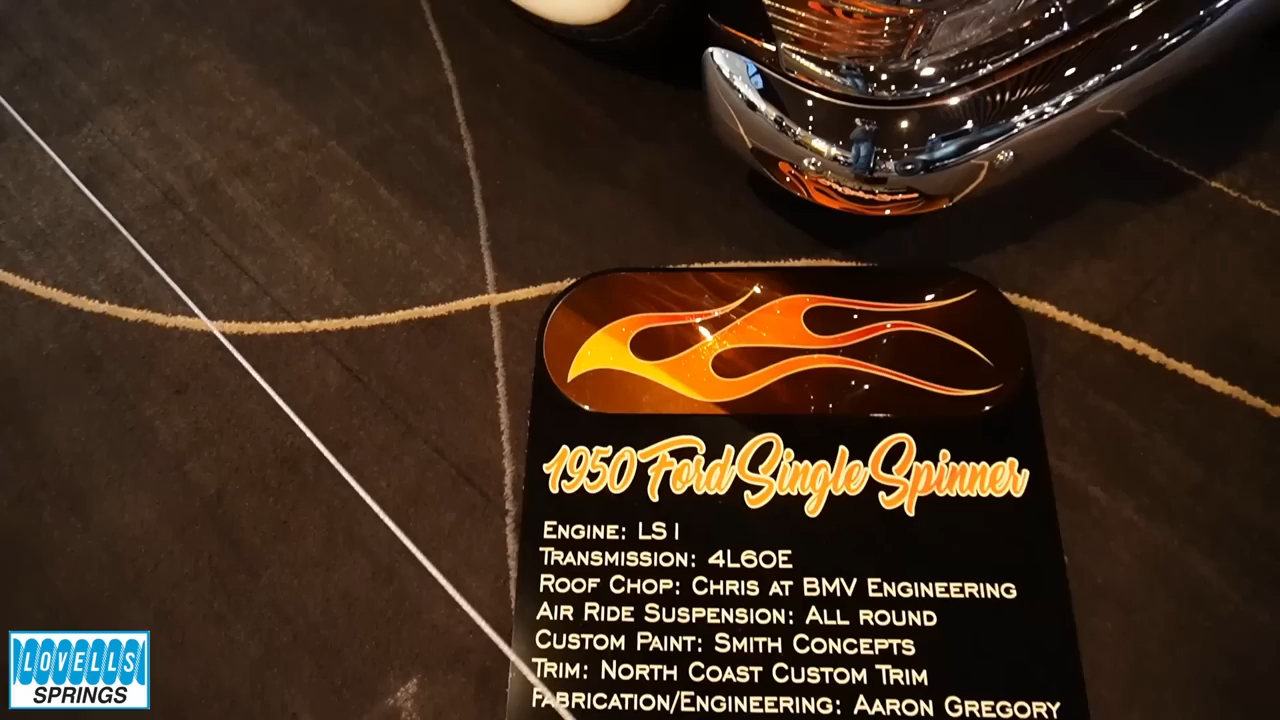 1950 Ford Single Spinner
ENGINE: LS1
TRANSMISSION: 4L60E
ROOF CHOP: CHRIS AT BMV ENGINEERING
AIR RIDE SUSPENSION: ALL ROUND
CUSTOM PAINT: SMITH CONCEPTS
TRIM: NORTH COAST CUSTOM TRIM
FABRICATION/ENGINEERING: AARON GREGORY
LOVELLS
SPRINGS